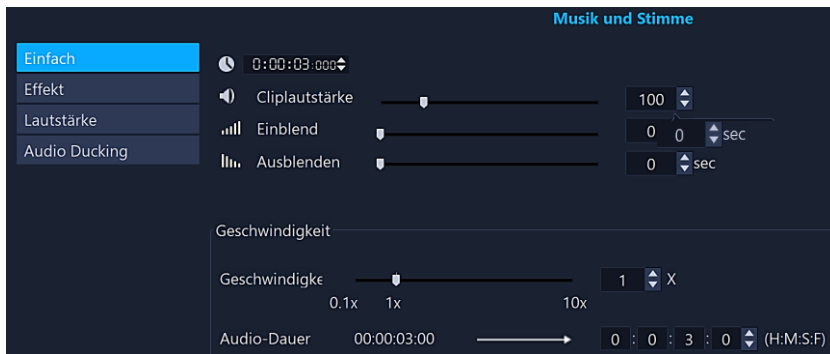 Musik und Stimme
Einfach
0:00:03:000
Effekt
Cliplautstärke 100
Lautstärke
Einblend 0 0 sec
Audio Ducking
Ausblenden 0 sec
Geschwindigkeit
Geschwindigke 1 X
0.1x 1x 10x
Audio-Dauer 00:00:03:00 0 : 0 : 3 : 0 (H:M:S:F)